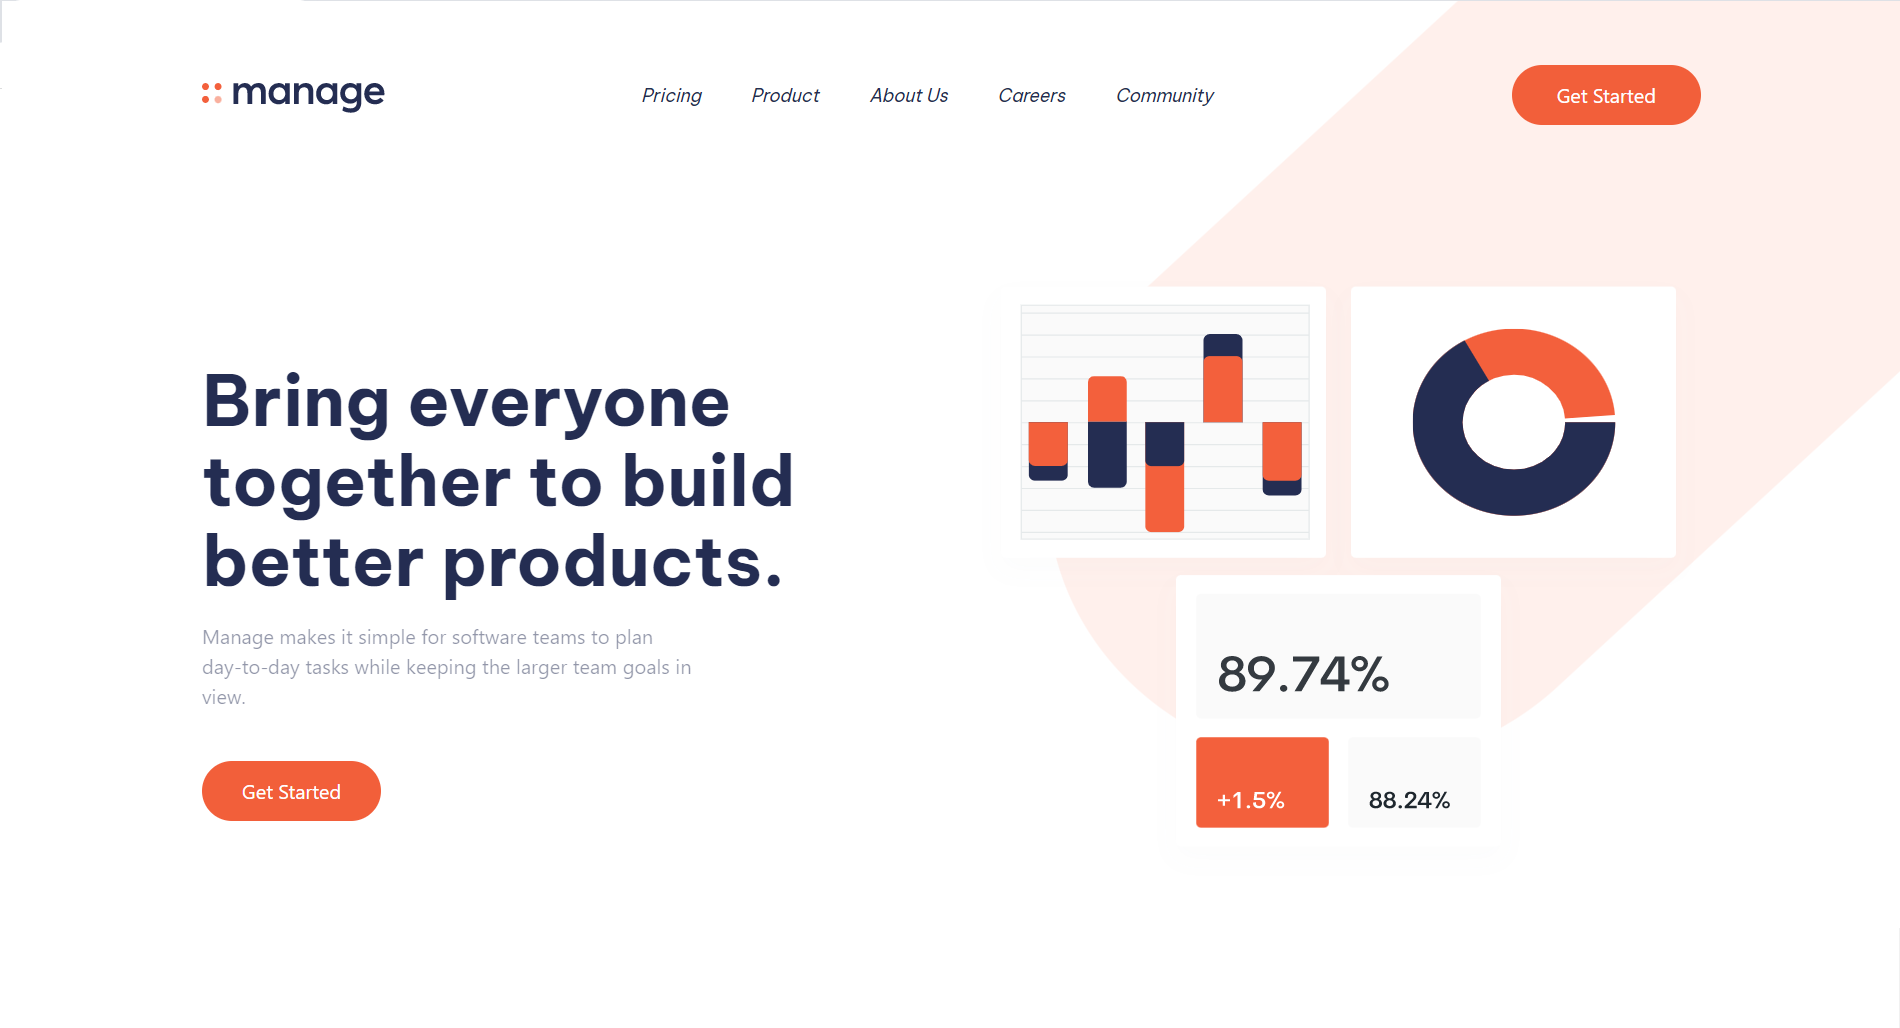 manage
Pricing
Product
About Us
Careers
Community
Get Started
Bring everyone
together to build
better products.
Manage makes it simple for software teams to plan
day-to-day tasks while keeping the larger team goals in
view.
Get Started
89.74%
+1.5%
88.24%